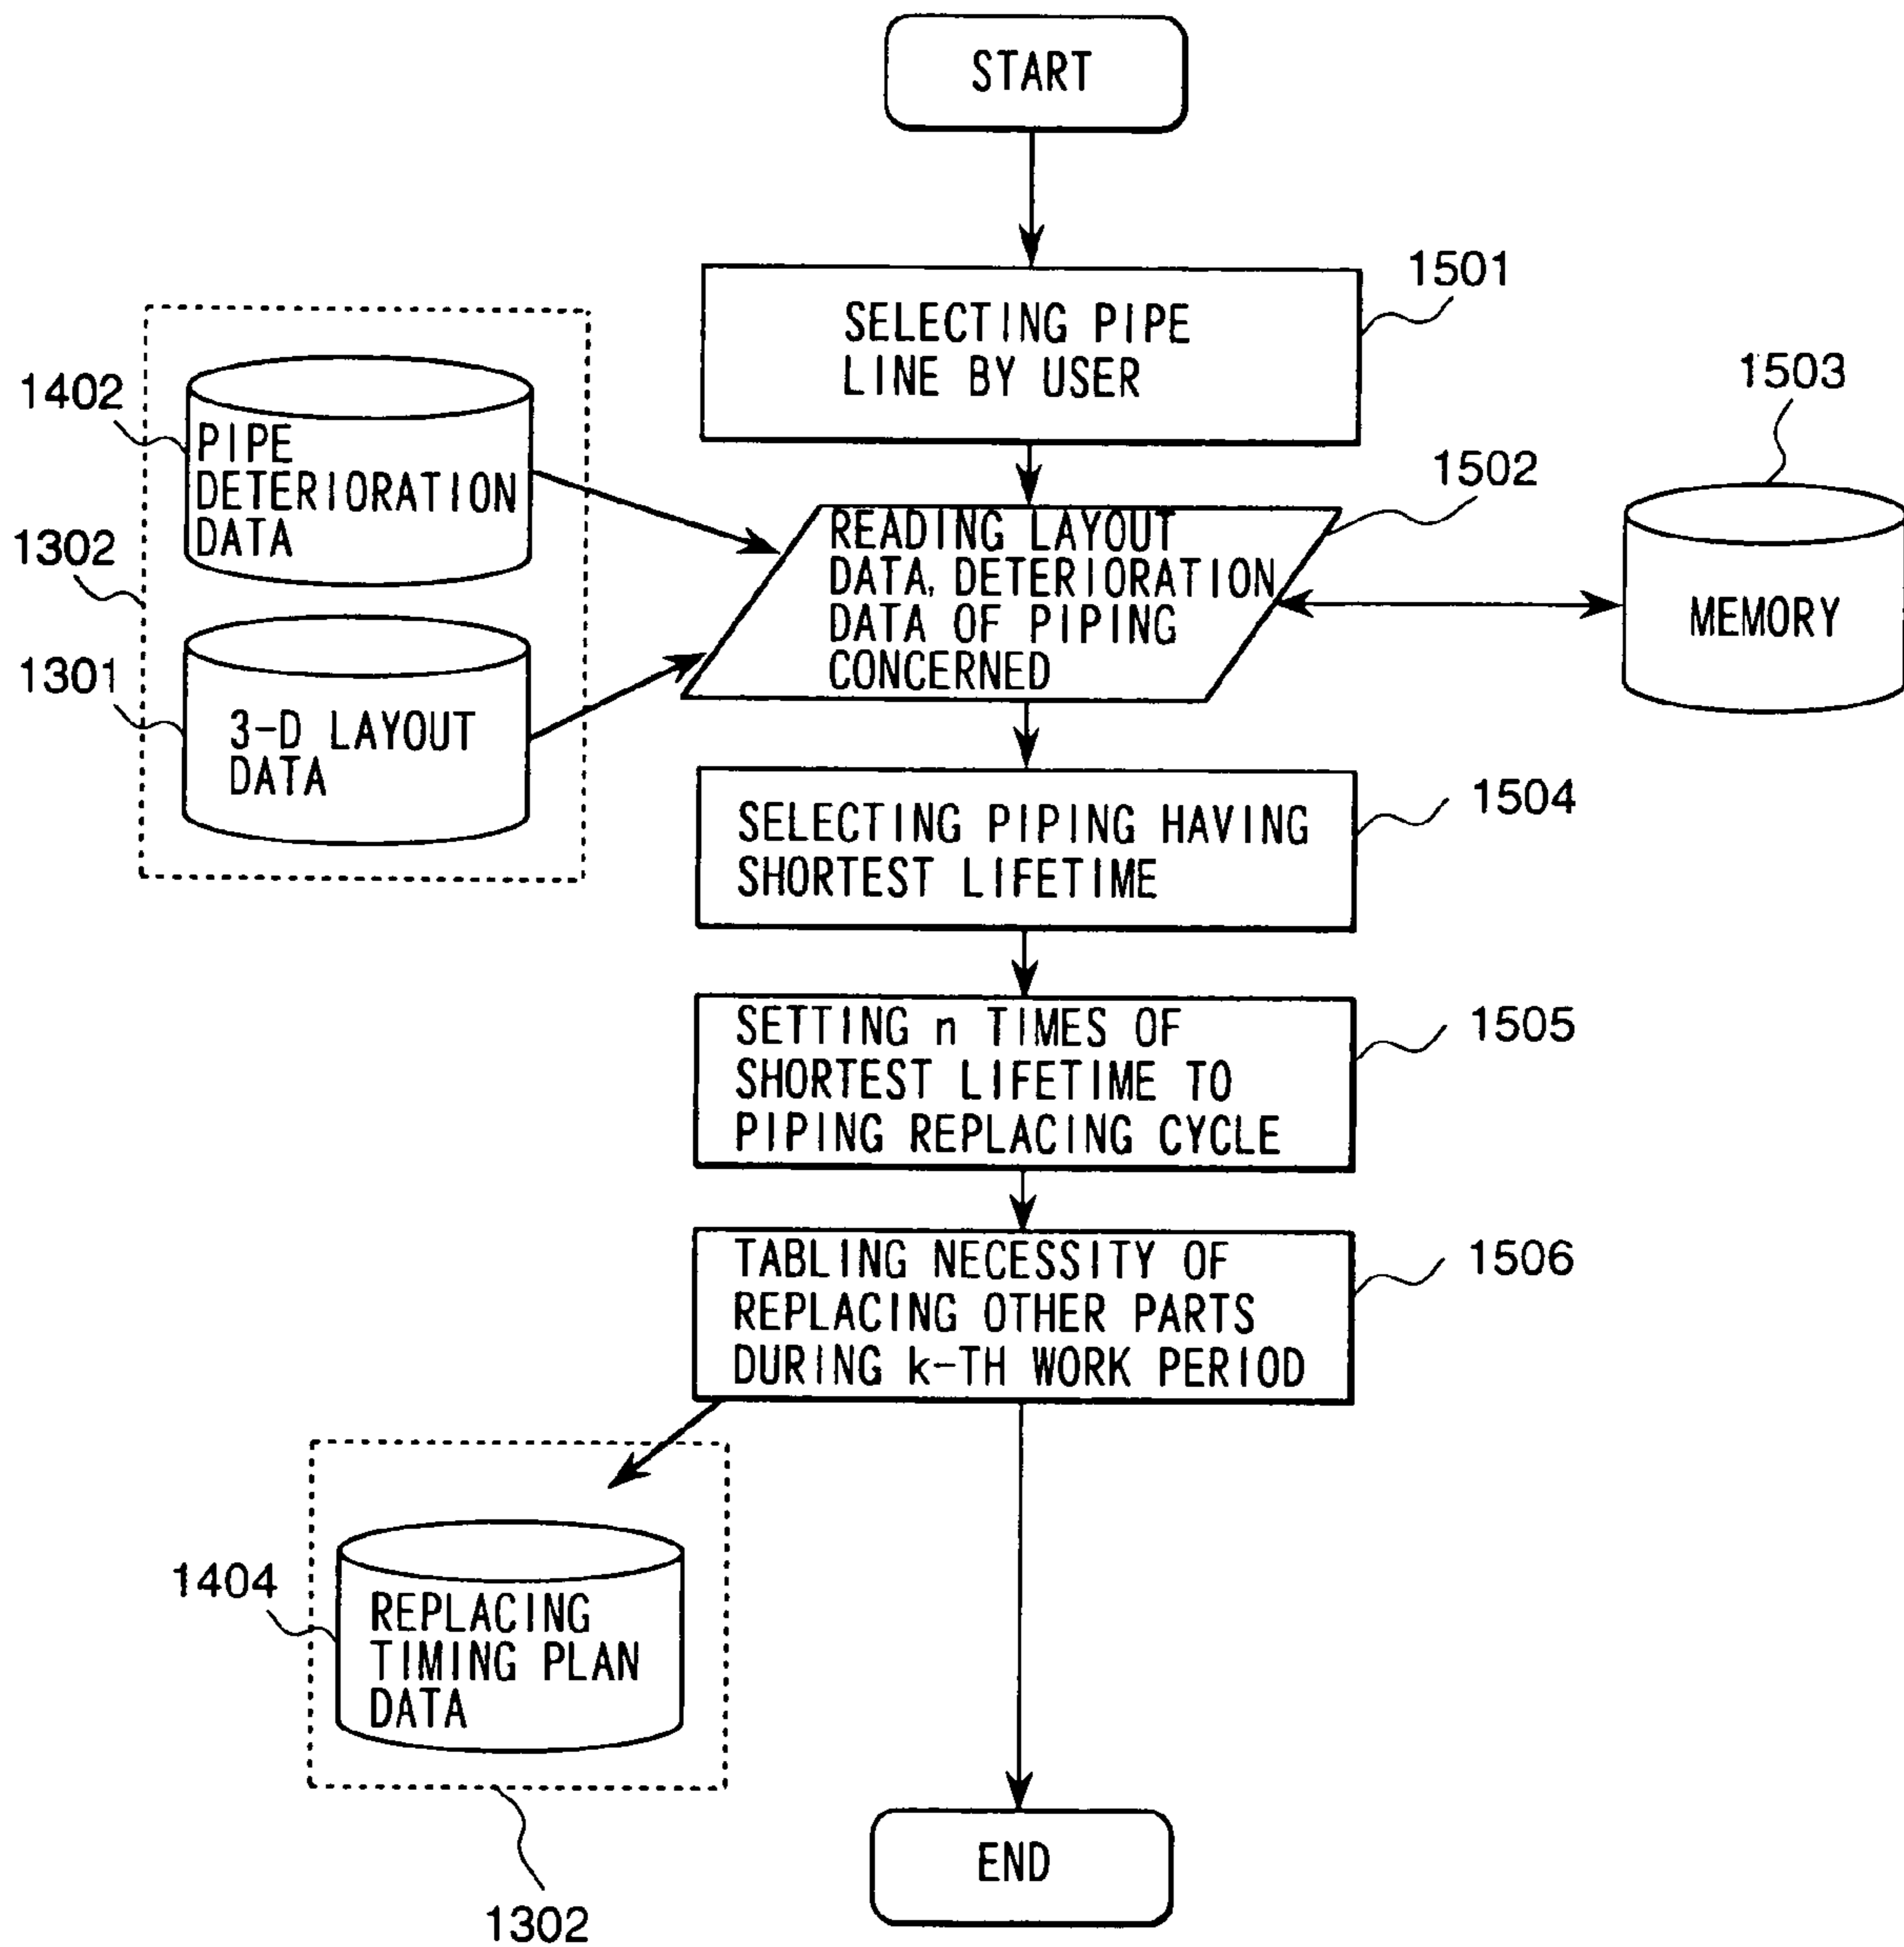 START
1501
SELECTING PIPE
LINE BY USER
1503
1402
PIPE
DETERIORATION
DATA
1502
READING LAYOUT
DATA, DETERIORATION
DATA OF PIPING
CONCERNED
MEMORY
1302
1301
3-D LAYOUT
DATA
1504
SELECTING PIPING HAVING
SHORTEST LIFETIME
1505
SETTING n TIMES OF
SHORTEST LIFETIME TO
PIPING REPLACING CYCLE
1506
TABLING NECESSITY OF
REPLACING OTHER PARTS
DURING k-TH WORK PERIOD
1404
REPLACING
TIMING PLAN
DATA
END
1302